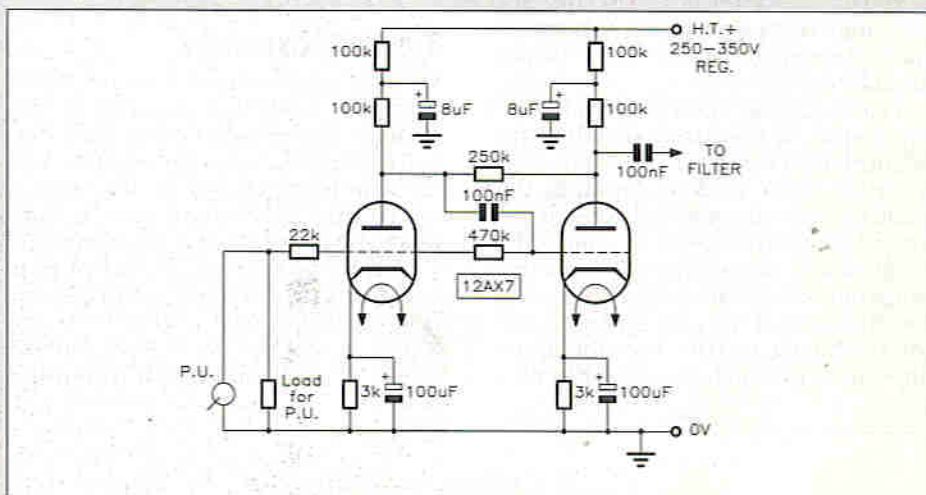 H.T.+
250–350V
REG.
100k
100k
8uF
8uF
100k
100k
250k
100nF
100nF
TO
FILTER
22k
470k
12AX7
P.U.
Load
for
P.U.
3k
100uF
3k
100uF
0V